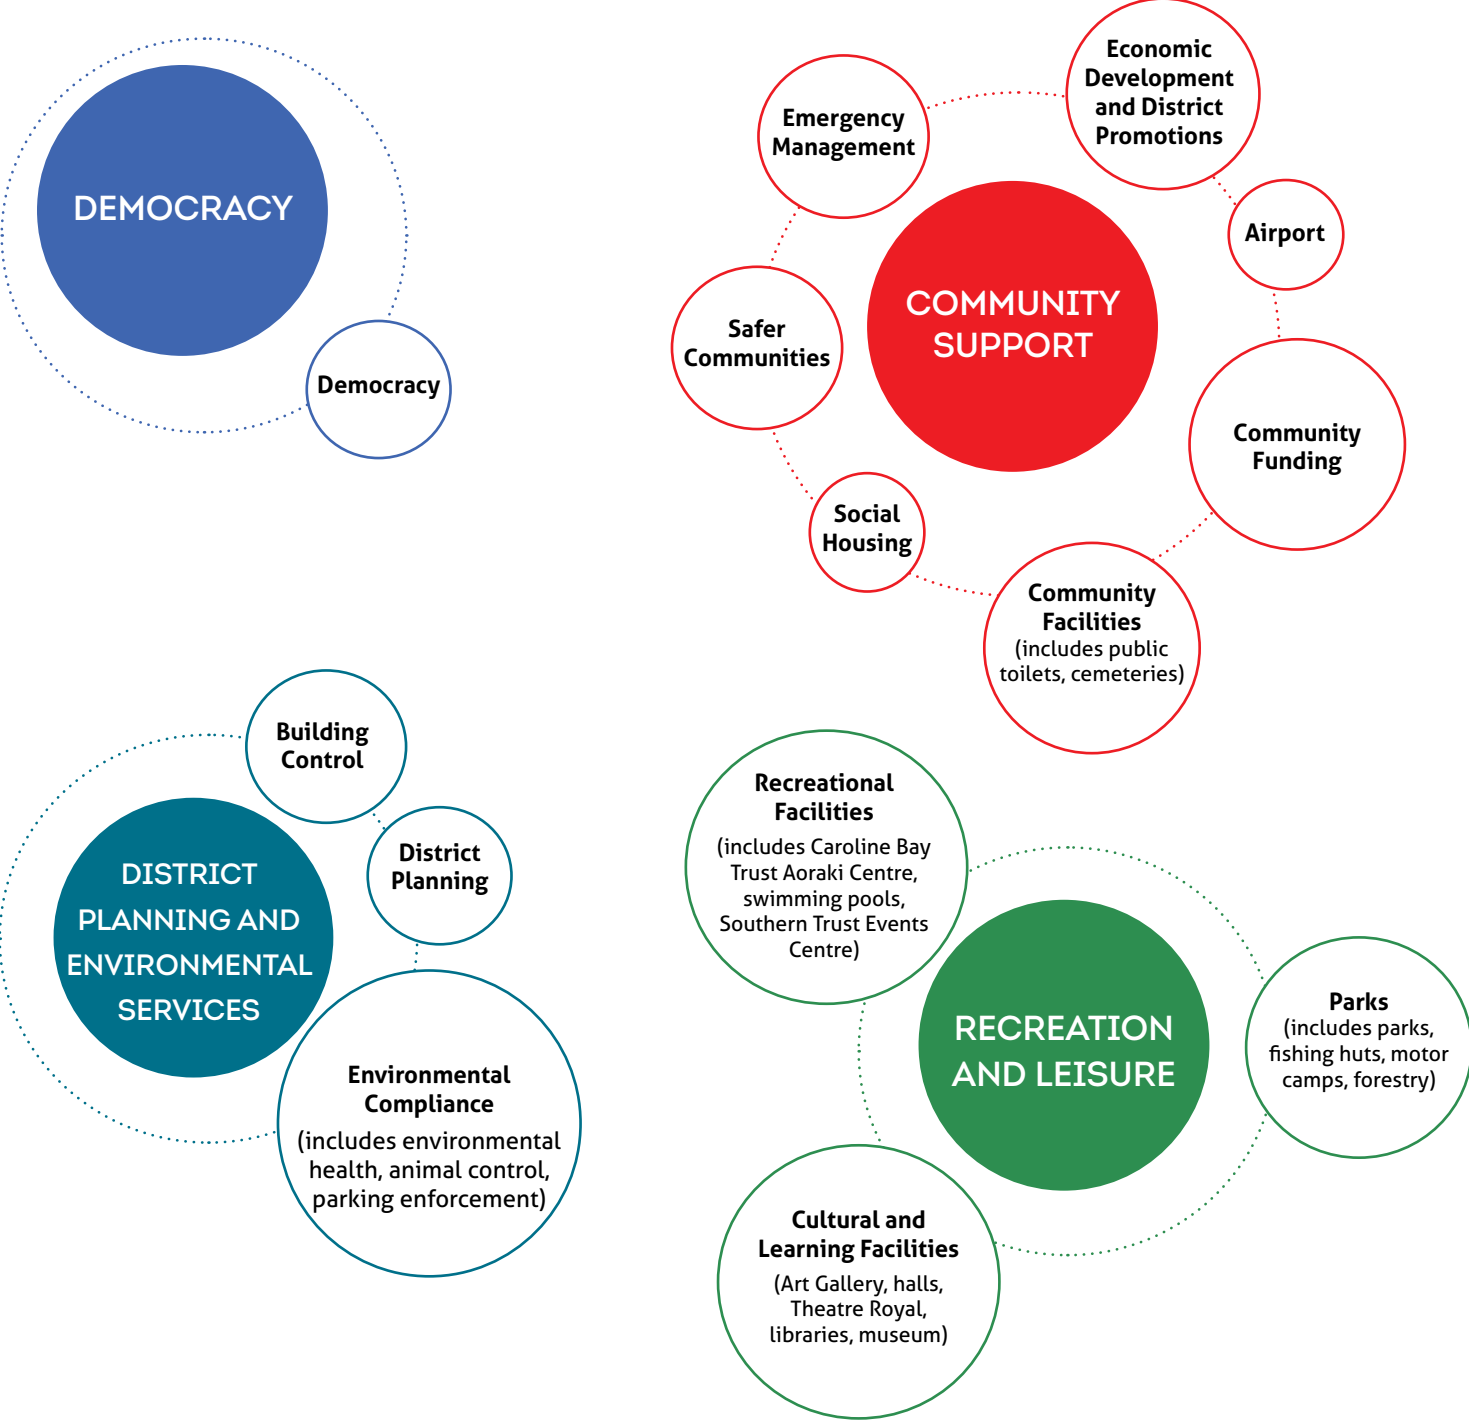 DEMOCRACY
Democracy
Economic
Development
and District
Promotions
Emergency
Management
Airport
COMMUNITY
SUPPORT
Safer
Communities
Community
Funding
Social
Housing
Community
Facilities
(includes public
toilets, cemeteries)
Building
Control
District
Planning
DISTRICT
PLANNING AND
ENVIRONMENTAL
SERVICES
Environmental
Compliance
(includes environmental
health, animal control,
parking enforcement)
Recreational
Facilities
(includes Caroline Bay
Trust Aoraki Centre,
swimming pools,
Southern Trust Events
Centre)
RECREATION
AND LEISURE
Parks
(includes parks,
fishing huts, motor
camps, forestry)
Cultural and
Learning Facilities
(Art Gallery, halls,
Theatre Royal,
libraries, museum)